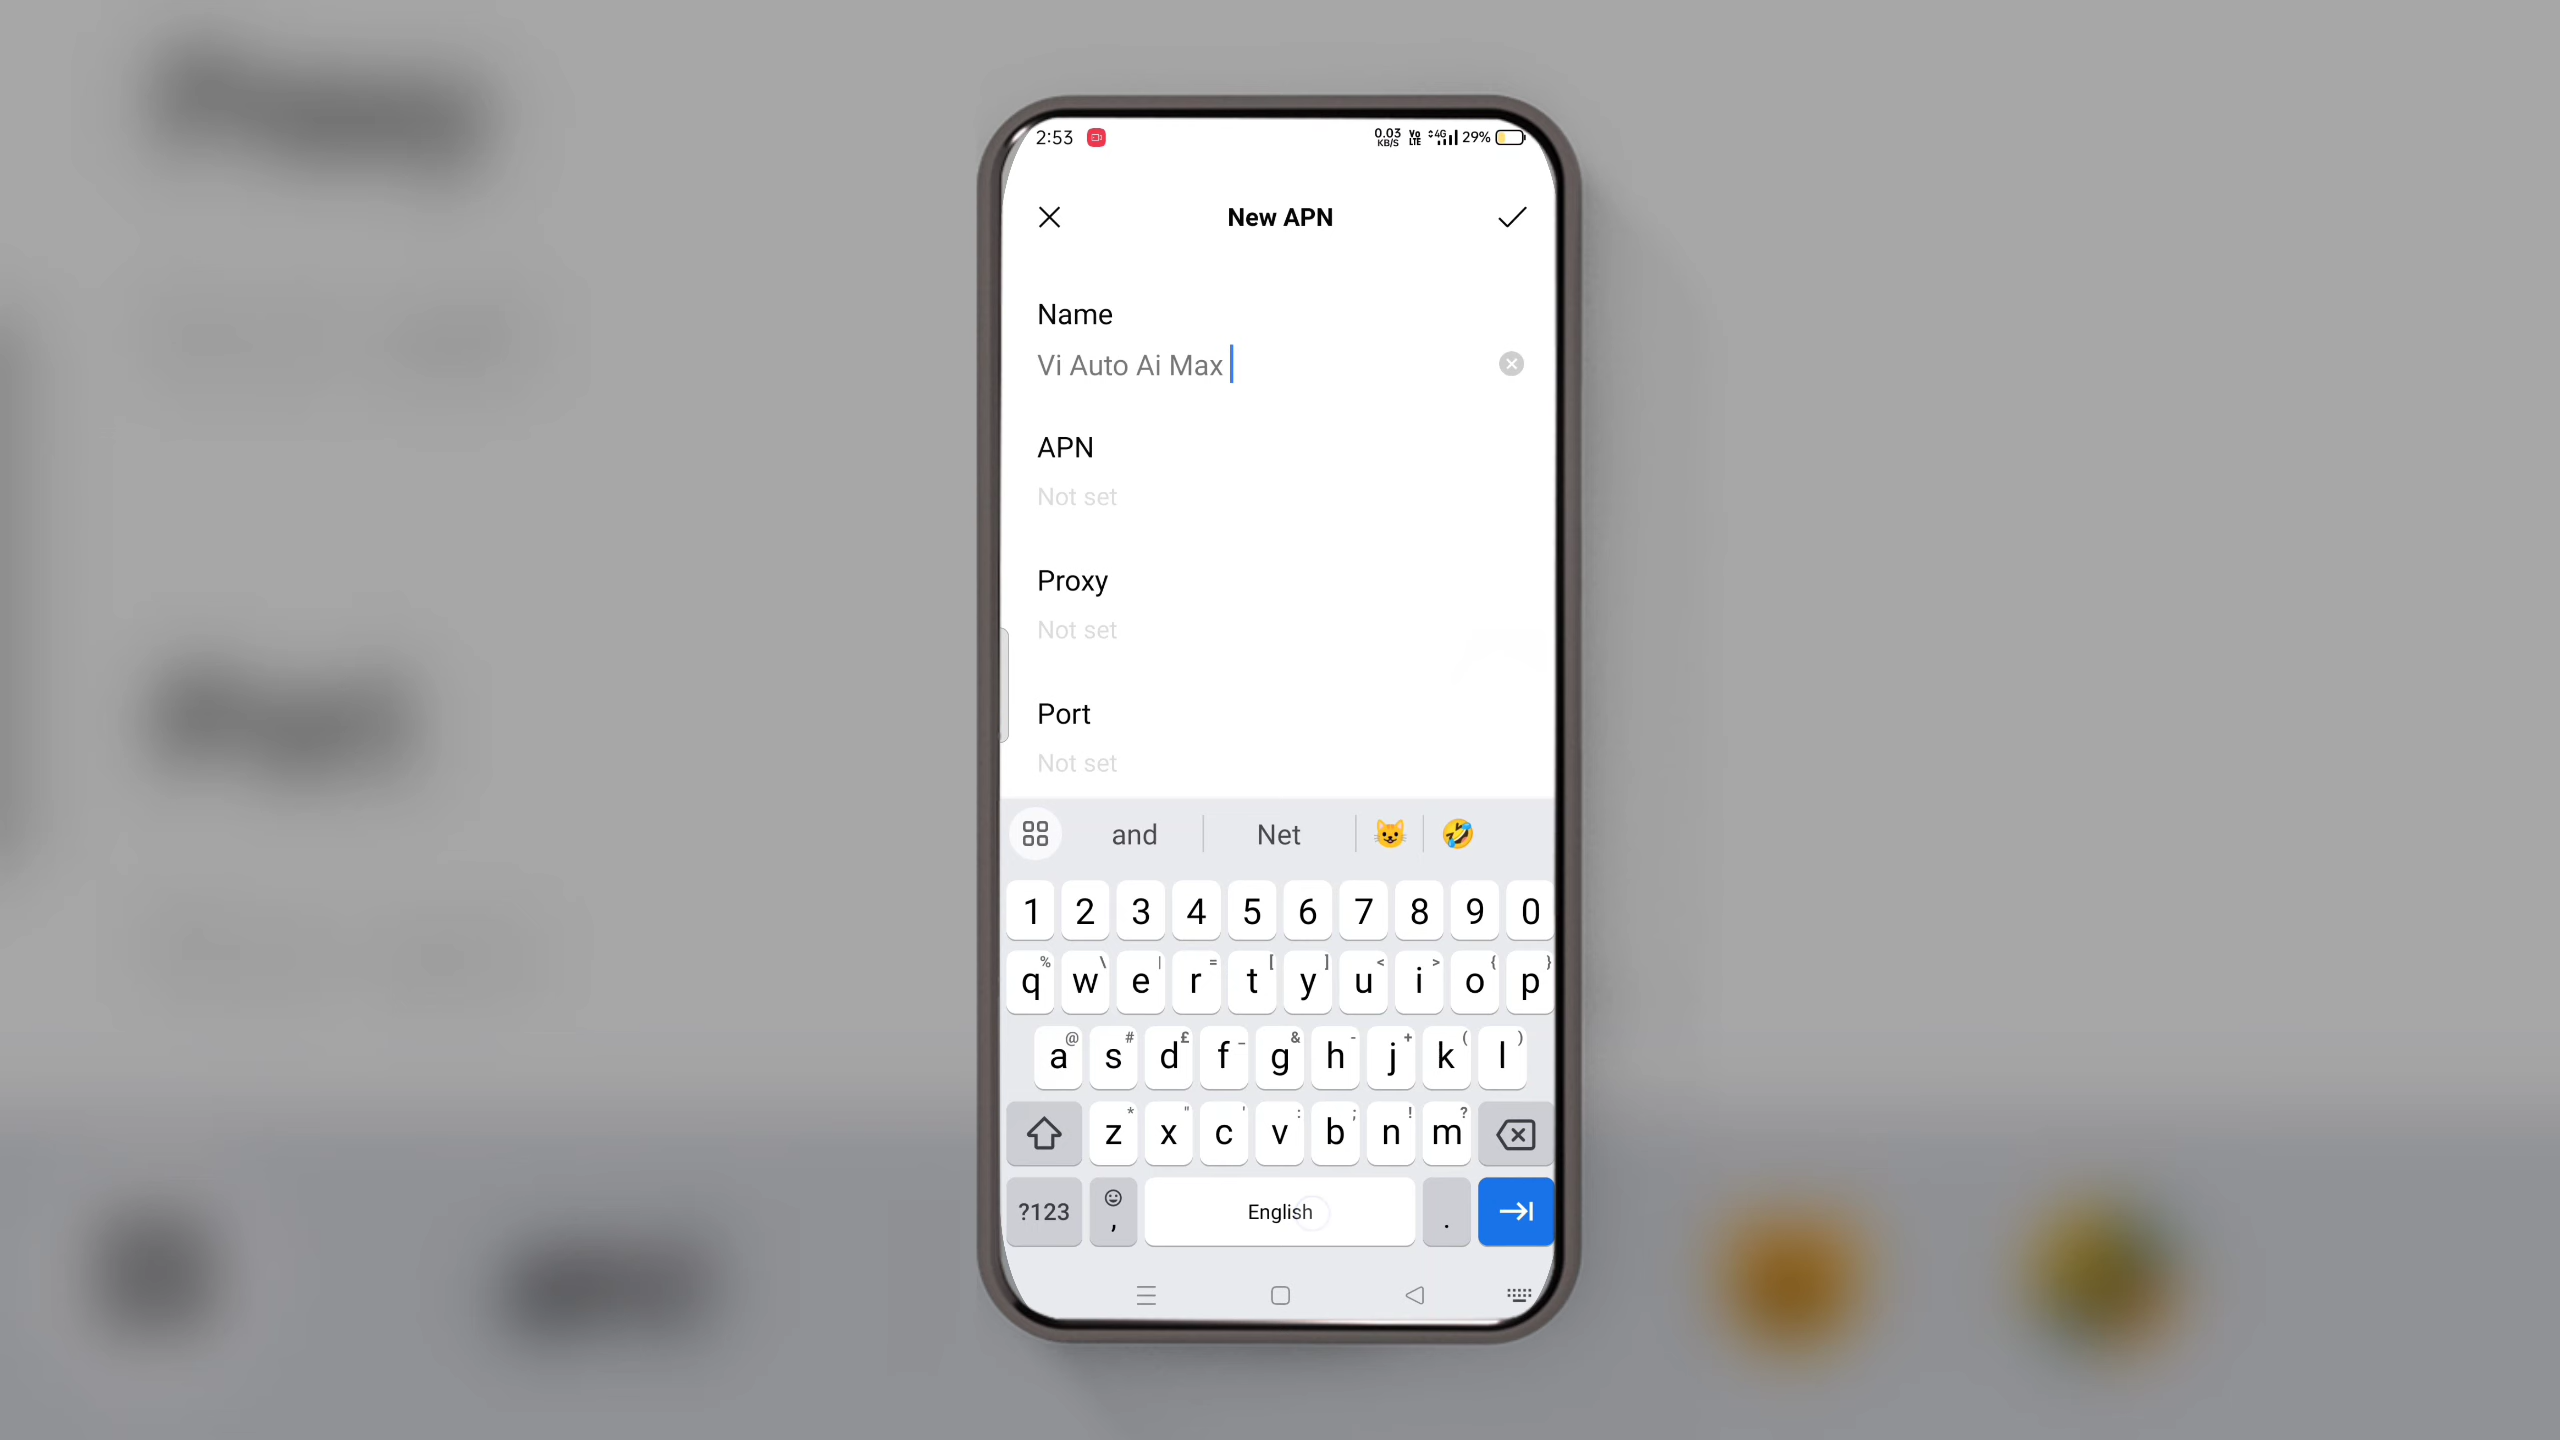 2:53 0.03 KB/S Vo LTE 4G 29%
New APN
Name
Vi Auto Ai Max
APN
Not set
Proxy
Not set
Port
Not set
and Net
1 2 3 4 5 6 7 8 9 0
q % w \ e | r = t [ y ] u < i > o { p }
a @ s # d £ f _ g & h - j + k ( l )
z * x " c ' v : b ; n ! m ?
?123 , English .